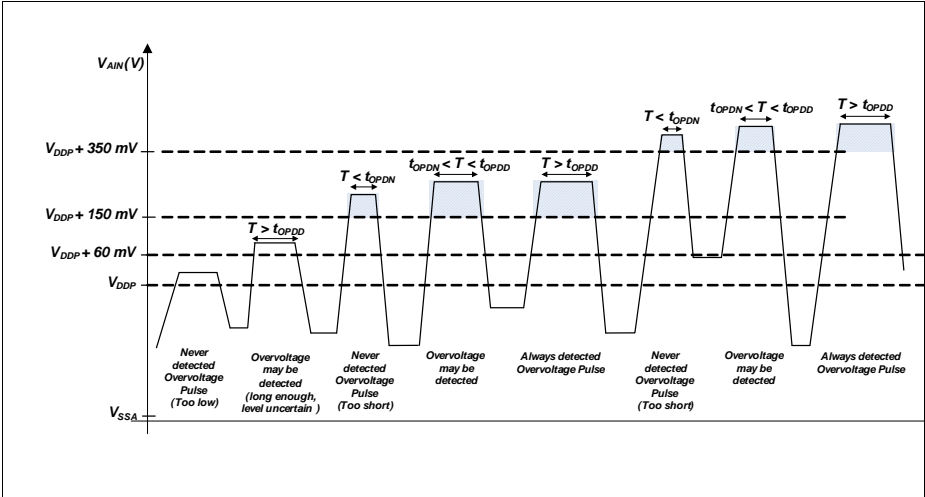 V_AIN (V)
T < t_OPDN
t_OPDN < T < t_OPDD
T > t_OPDD
V_DDP + 350 mV
T < t_OPDN
t_OPDN < T < t_OPDD
T > t_OPDD
V_DDP + 150 mV
T > t_OPDD
V_DDP + 60 mV
V_DDP
Never
detected
Overvoltage
Pulse
(Too low)
Overvoltage
may be
detected
(long enough,
level uncertain )
Never
detected
Overvoltage
Pulse
(Too short)
Overvoltage
may be
detected
Always detected
Overvoltage Pulse
Never
detected
Overvoltage
Pulse
(Too short)
Overvoltage
may be
detected
Always detected
Overvoltage Pulse
V_SSA